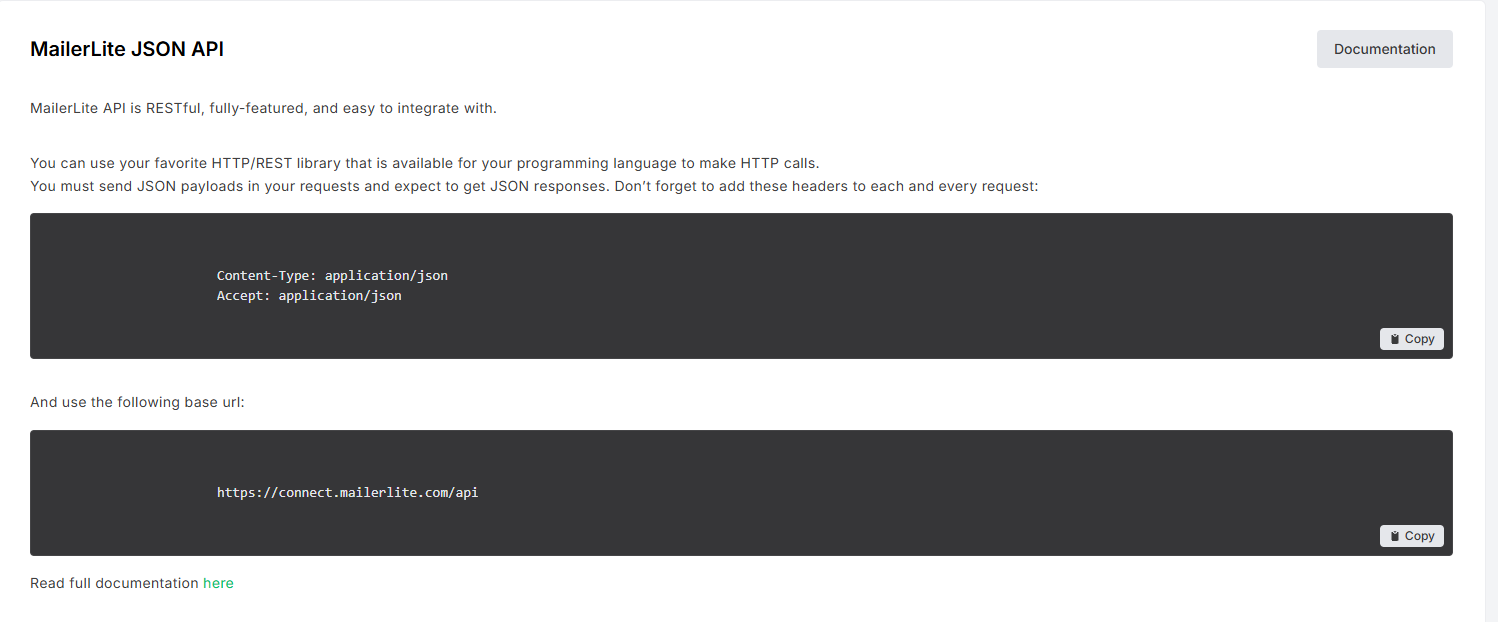 MailerLite JSON API
Documentation
MailerLite API is RESTful, fully-featured, and easy to integrate with.
You can use your favorite HTTP/REST library that is available for your programming language to make HTTP calls.
You must send JSON payloads in your requests and expect to get JSON responses. Don’t forget to add these headers to each and every request:
Content-Type: application/json
Accept: application/json
Copy
And use the following base url:
https://connect.mailerlite.com/api
Copy
Read full documentation here